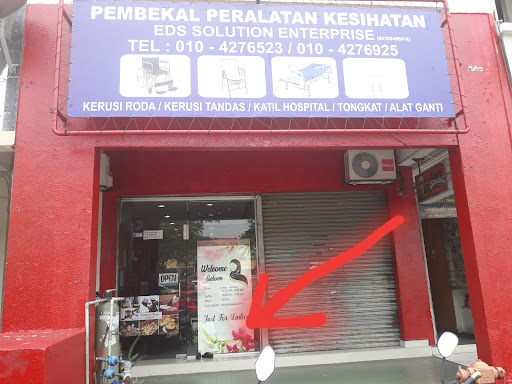 PEMBEKAL PERALATAN KESIHATAN
EDS SOLUTION ENTERPRISE
TEL : 010 - 4276523 / 010 - 4276925
KERUSI RODA / KERUSI TANDAS / KATIL HOSPITAL / TONGKAT / ALAT GANTI
OPEN
Welcome
Saloon
Just For Ladies